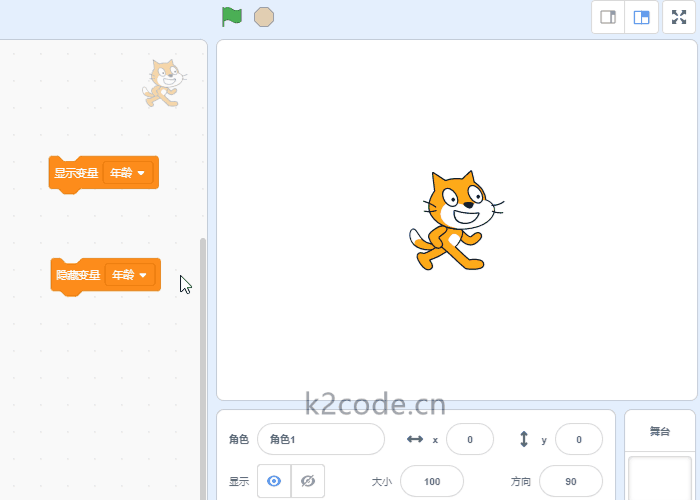 显示变量 年龄
隐藏变量 年龄
k2code.cn
角色 角色1 x 0 y 0
显示 大小 100 方向 90
舞台